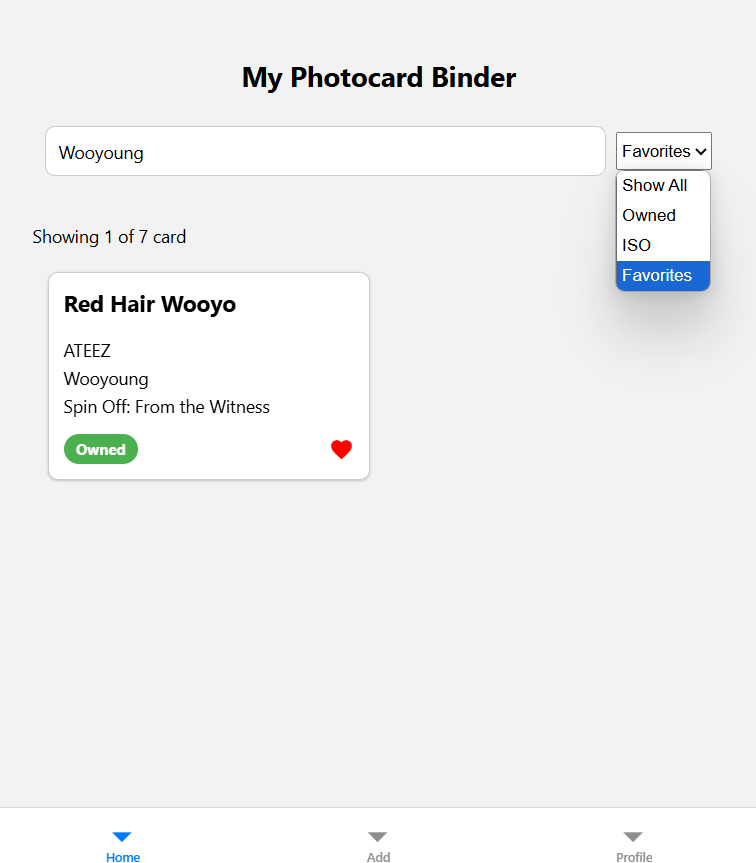 My Photocard Binder
Wooyoung
Favorites
Show All
Owned
ISO
Favorites
Showing 1 of 7 card
Red Hair Wooyo
ATEEZ
Wooyoung
Spin Off: From the Witness
Owned
Home
Add
Profile